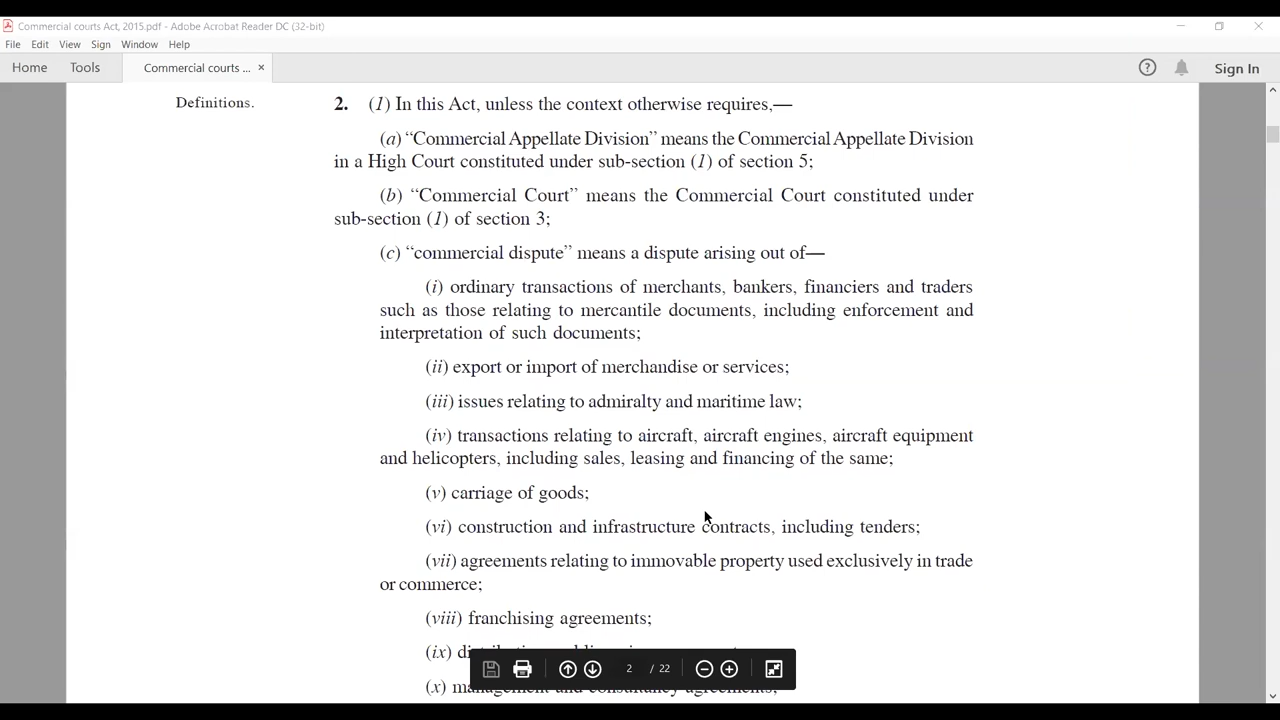 Commercial courts Act, 2015.pdf - Adobe Acrobat Reader DC (32-bit)
File Edit View Sign Window Help
Home Tools Commercial courts ... × Sign In
Definitions. 2. (1) In this Act, unless the context otherwise requires,—
(a) “Commercial Appellate Division” means the Commercial Appellate Division
in a High Court constituted under sub-section (1) of section 5;
(b) “Commercial Court” means the Commercial Court constituted under
sub-section (1) of section 3;
(c) “commercial dispute” means a dispute arising out of—
(i) ordinary transactions of merchants, bankers, financiers and traders
such as those relating to mercantile documents, including enforcement and
interpretation of such documents;
(ii) export or import of merchandise or services;
(iii) issues relating to admiralty and maritime law;
(iv) transactions relating to aircraft, aircraft engines, aircraft equipment
and helicopters, including sales, leasing and financing of the same;
(v) carriage of goods;
(vi) construction and infrastructure contracts, including tenders;
(vii) agreements relating to immovable property used exclusively in trade
or commerce;
(viii) franchising agreements;
(ix)
2 / 22
(x) management and consultancy agreements;